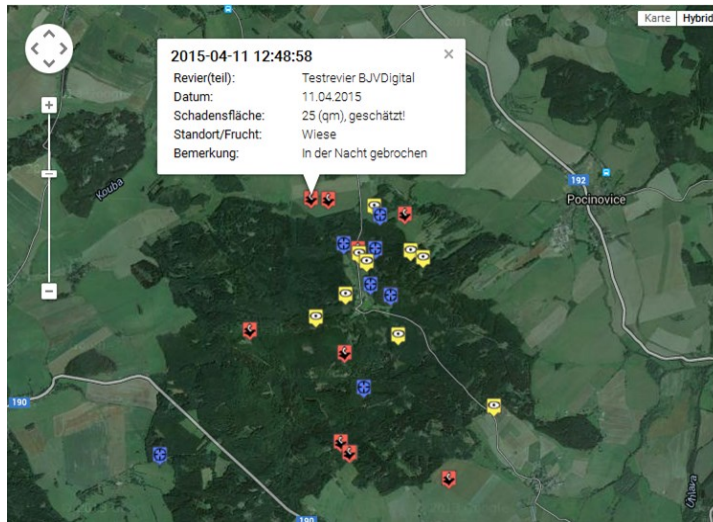 Karte Hybrid
2015-04-11 12:48:58
Revier(teil): Testrevier BJVDigital
Datum: 11.04.2015
Schadensfläche: 25 (qm), geschätzt!
Standort/Frucht: Wiese
Bemerkung: In der Nacht gebrochen
192
Kouba
Pocinovice
190
Uhlava
190